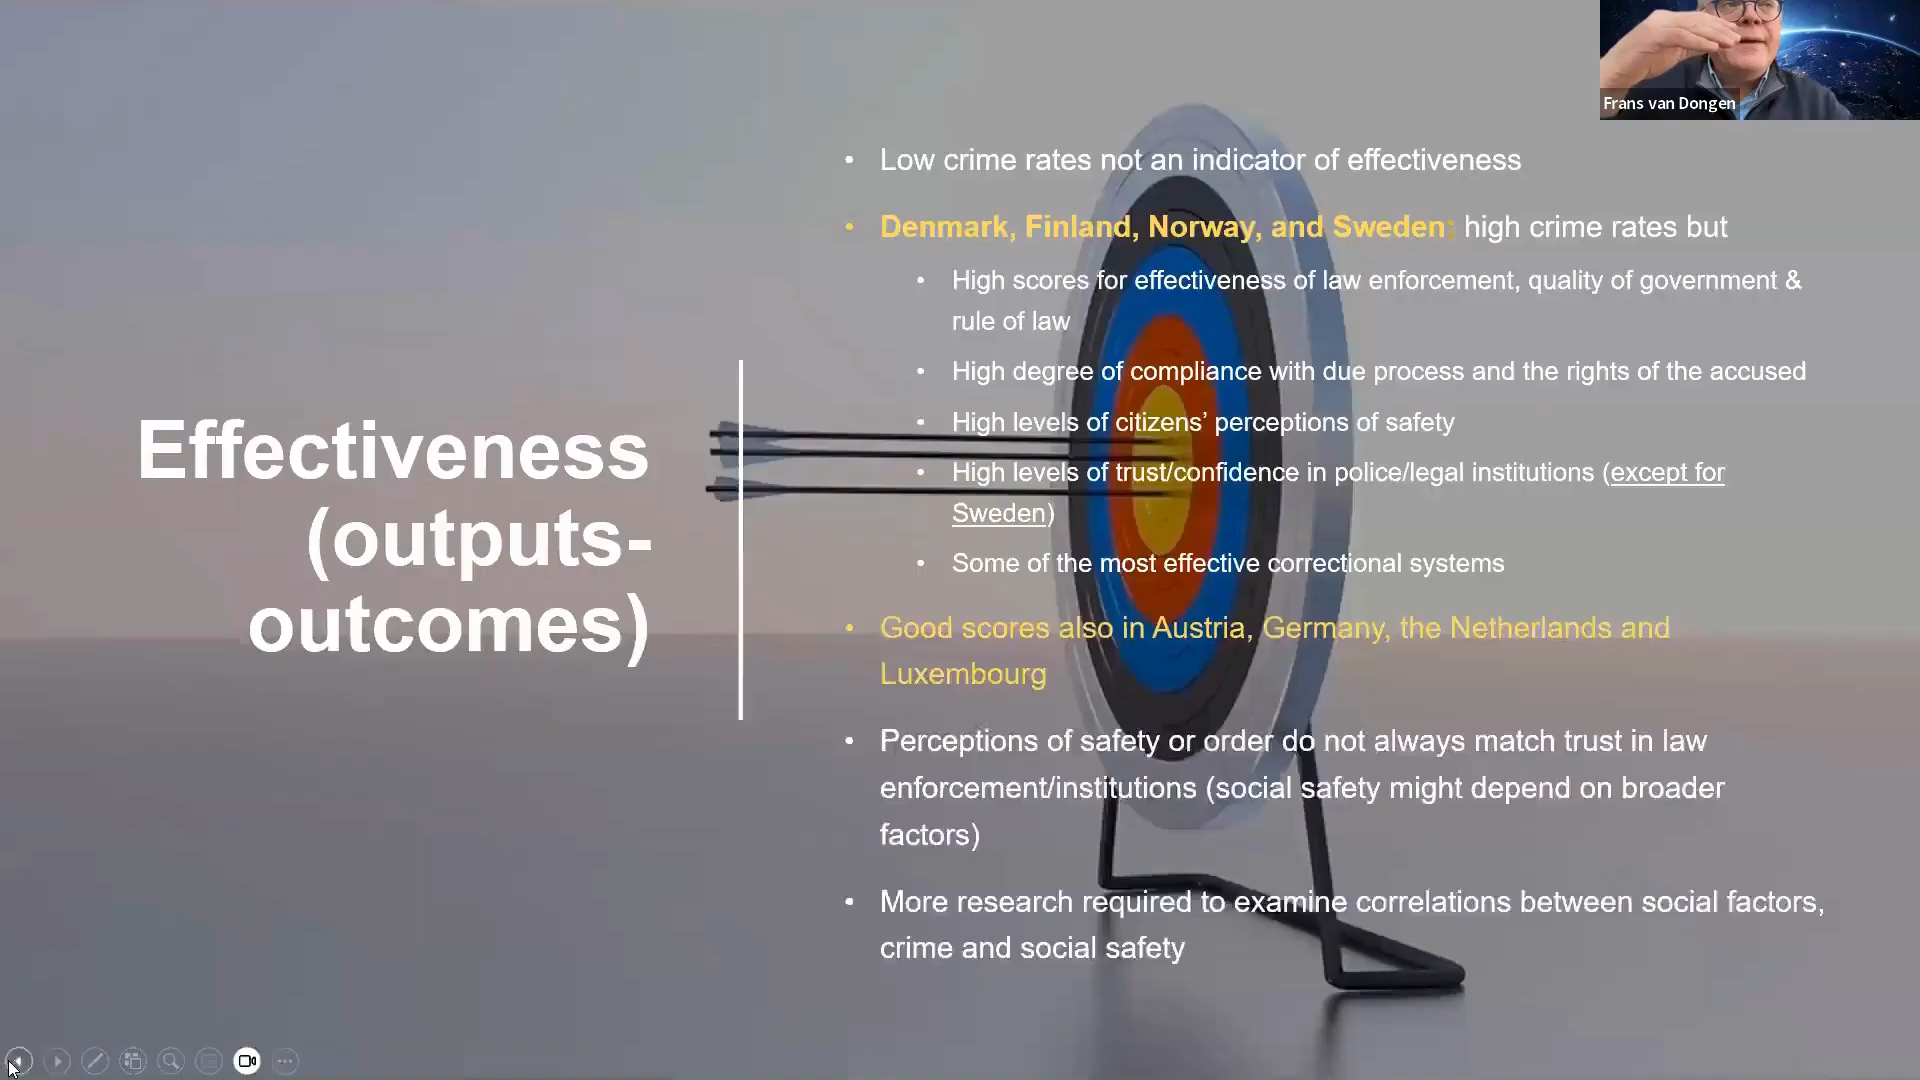 Frans van Dongen
Effectiveness
(outputs-
outcomes)
• Low crime rates not an indicator of effectiveness
• Denmark, Finland, Norway, and Sweden: high crime rates but
• High scores for effectiveness of law enforcement, quality of government &
rule of law
• High degree of compliance with due process and the rights of the accused
• High levels of citizens’ perceptions of safety
• High levels of trust/confidence in police/legal institutions (except for
Sweden)
• Some of the most effective correctional systems
• Good scores also in Austria, Germany, the Netherlands and
Luxembourg
• Perceptions of safety or order do not always match trust in law
enforcement/institutions (social safety might depend on broader
factors)
• More research required to examine correlations between social factors,
crime and social safety